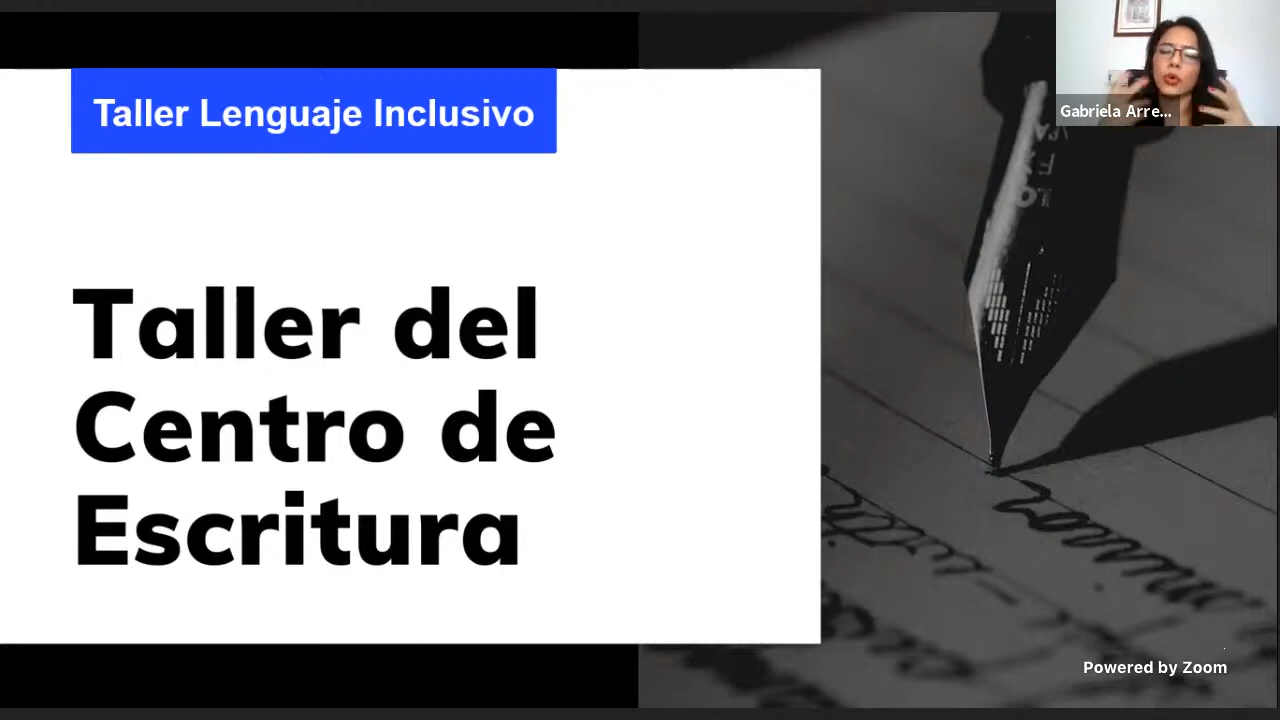 Taller Lenguaje Inclusivo
Gabriela Arre...
Taller del
Centro de
Escritura
Powered by Zoom